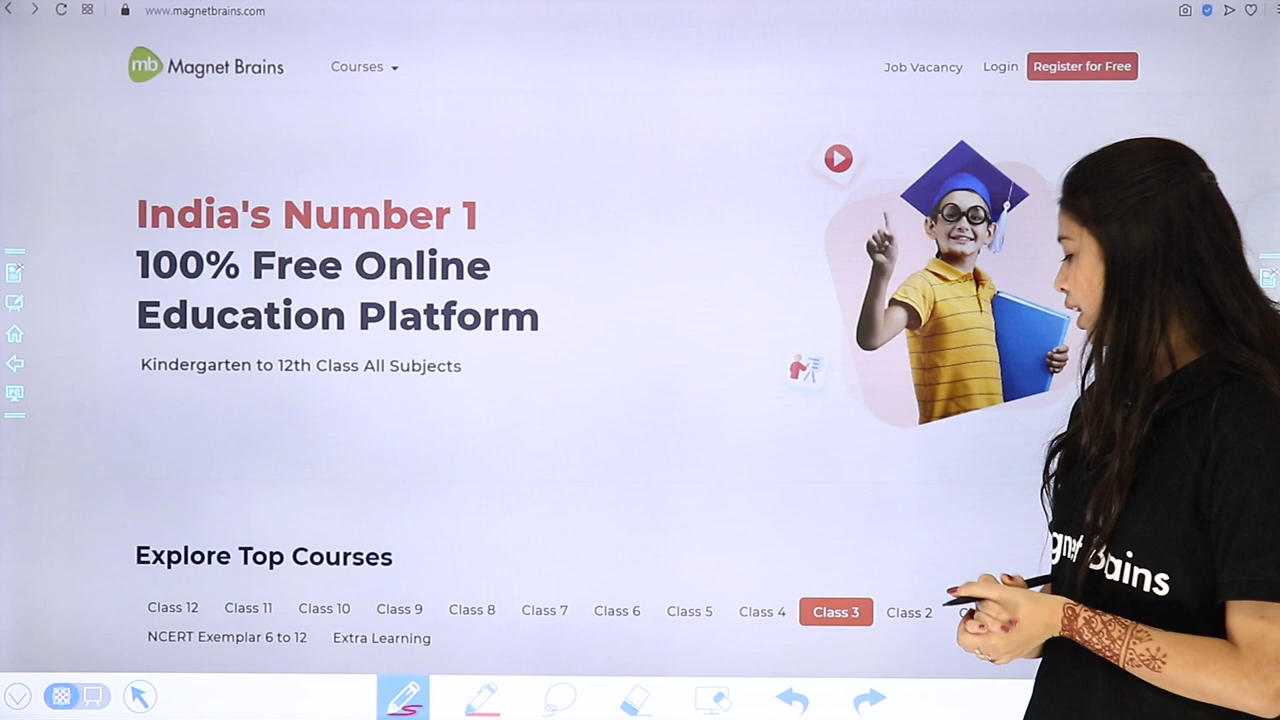 www.magnetbrains.com
mb Magnet Brains
Courses
Job Vacancy
Login
Register for Free
India's Number 1
100% Free Online
Education Platform
Kindergarten to 12th Class All Subjects
Explore Top Courses
Class 12 Class 11 Class 10 Class 9 Class 8 Class 7 Class 6 Class 5 Class 4 Class 3 Class 2
NCERT Exemplar 6 to 12 Extra Learning
gnet Brains